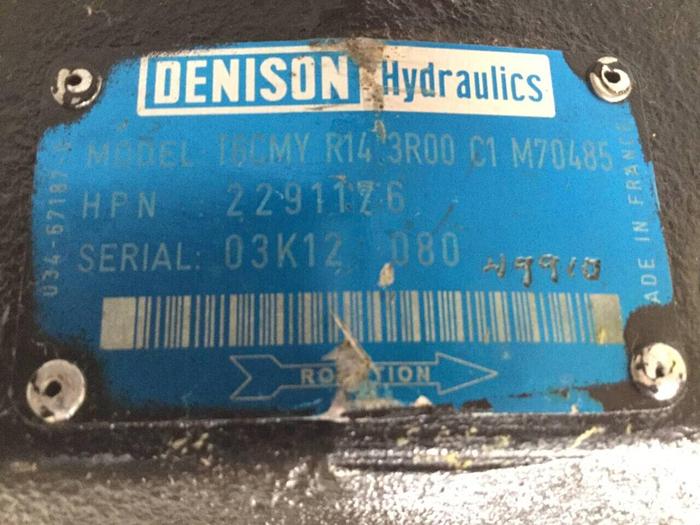 DENISON Hydraulics
MODEL T6CMY R14 3R00 C1 M70485
HPN 2291126
SERIAL: 03K12 080
49910
ROTATION
034-67187
MADE IN FRANCE